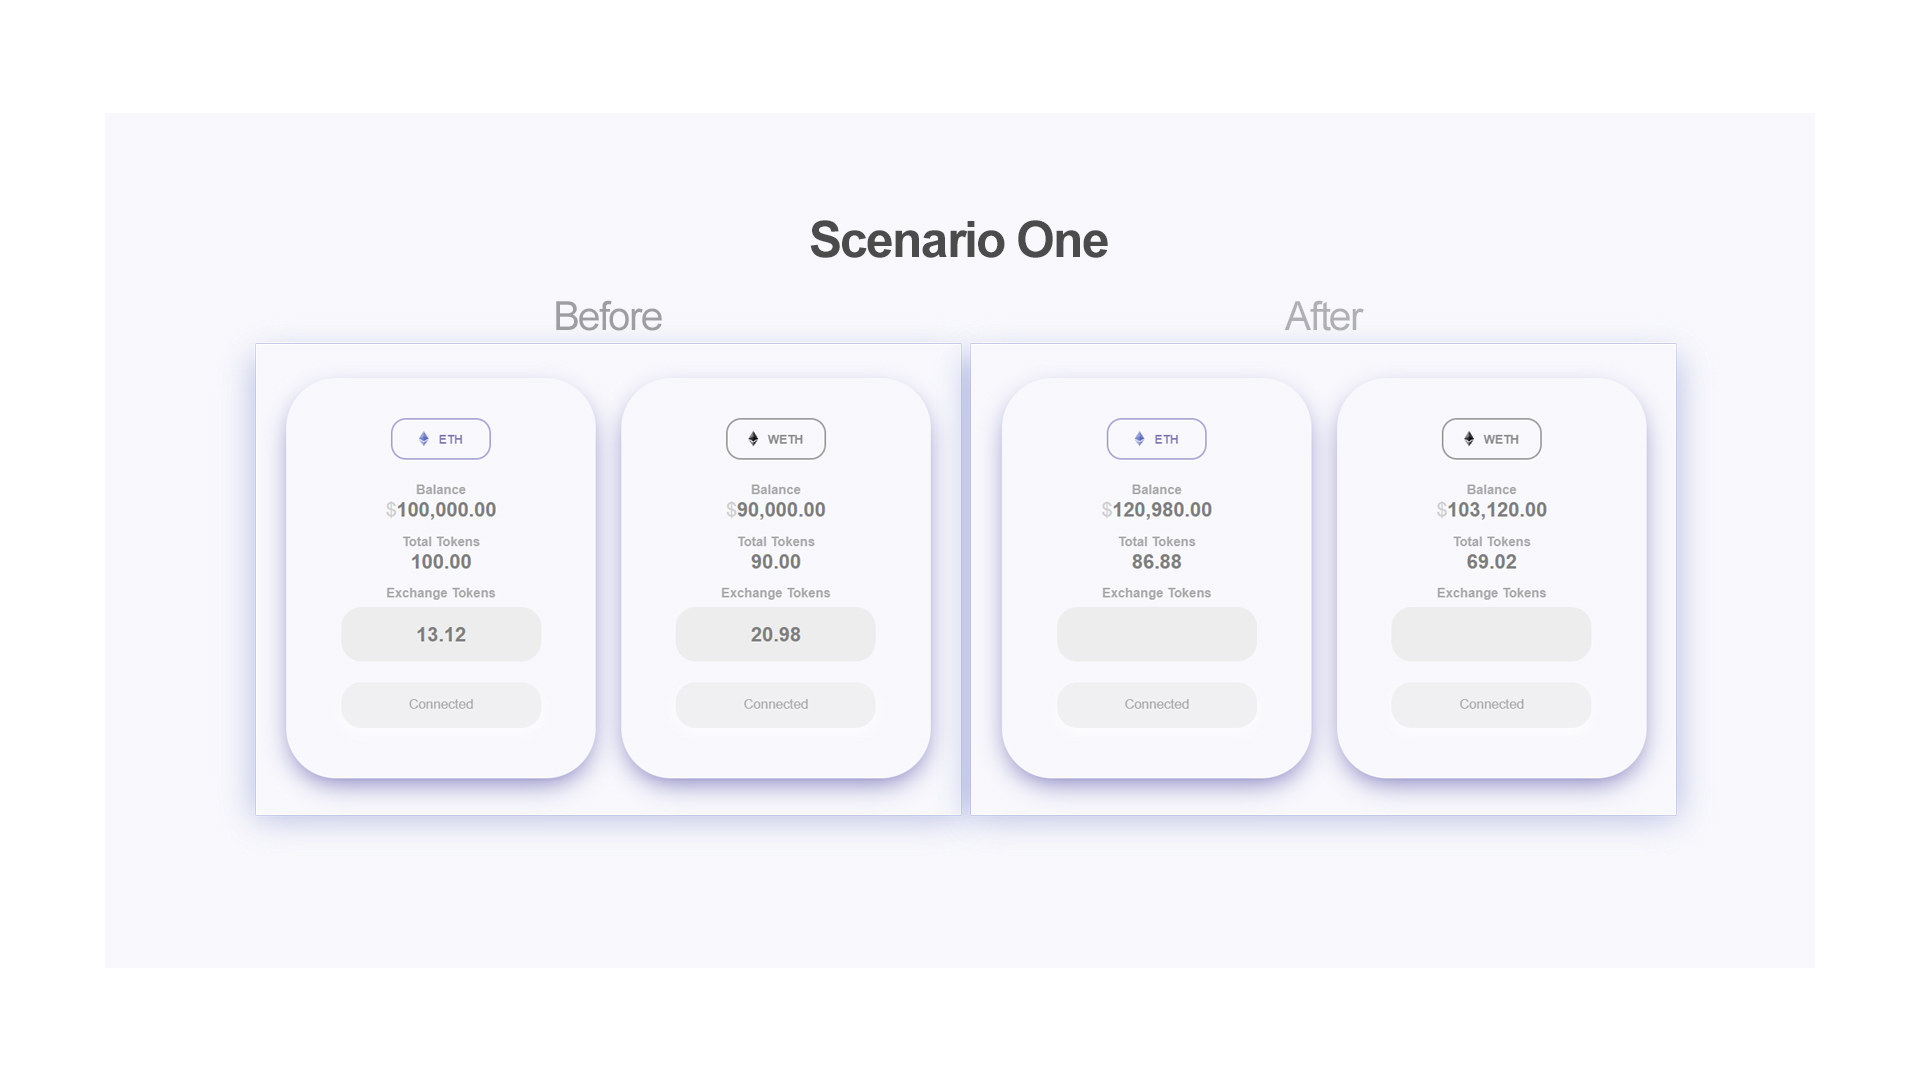 Scenario One
Before
ETH
Balance
$100,000.00
Total Tokens
100.00
Exchange Tokens
13.12
Connected
WETH
Balance
$90,000.00
Total Tokens
90.00
Exchange Tokens
20.98
Connected
After
ETH
Balance
$120,980.00
Total Tokens
86.88
Exchange Tokens
Connected
WETH
Balance
$103,120.00
Total Tokens
69.02
Exchange Tokens
Connected